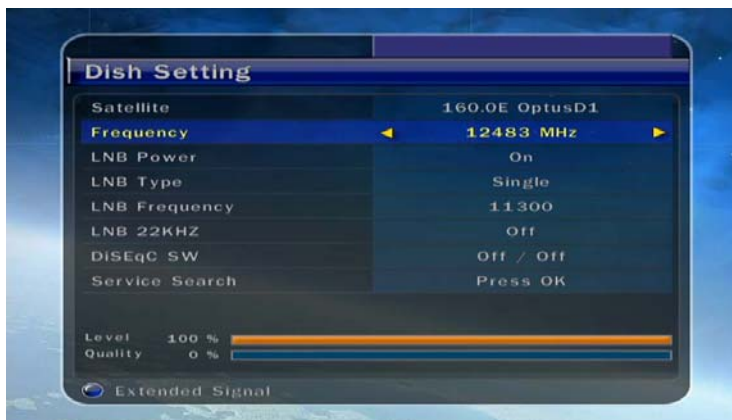 Dish Setting
Satellite 160.0E OptusD1
Frequency 12483 MHz
LNB Power On
LNB Type Single
LNB Frequency 11300
LNB 22KHZ Off
DiSEqC SW Off / Off
Service Search Press OK
Level 100 %
Quality 0 %
Extended Signal